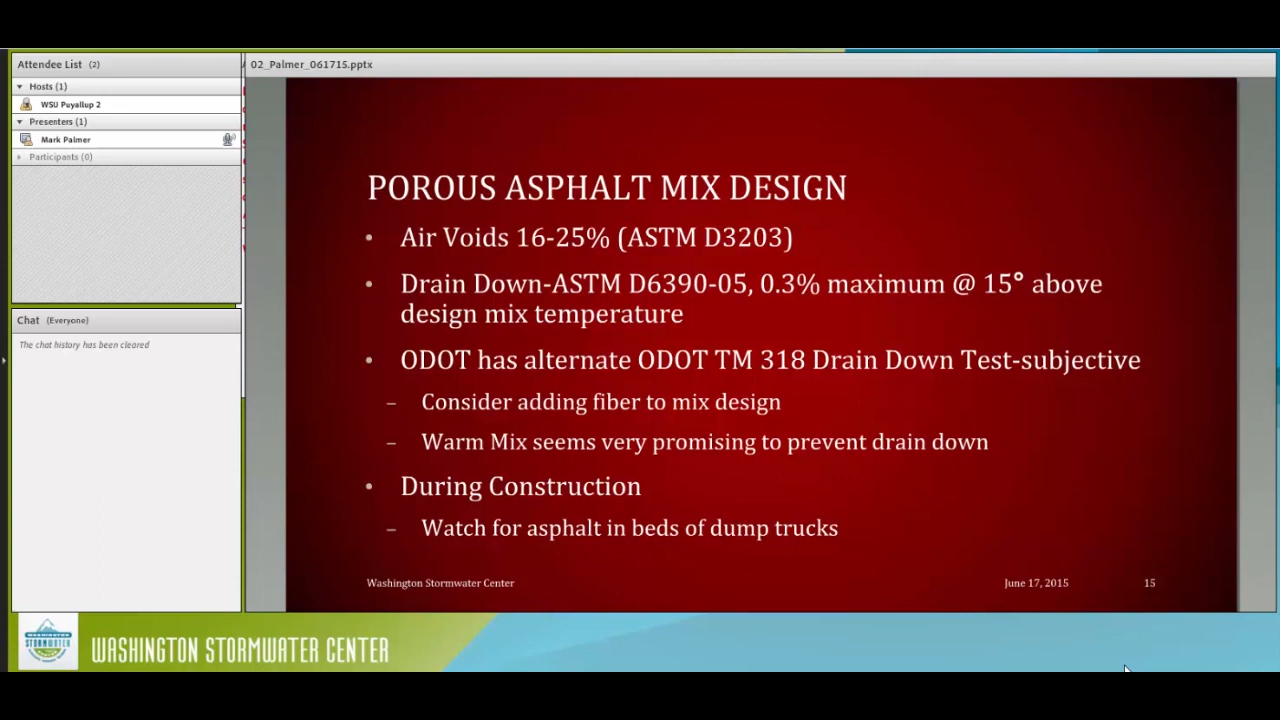 Attendee List (2)
Hosts (1)
WSU Puyallup 2
Presenters (1)
Mark Palmer
Participants (0)
Chat (Everyone)
The chat history has been cleared
02_Palmer_061715.pptx
POROUS ASPHALT MIX DESIGN
• Air Voids 16-25% (ASTM D3203)
• Drain Down-ASTM D6390-05, 0.3% maximum @ 15° above
design mix temperature
• ODOT has alternate ODOT TM 318 Drain Down Test-subjective
– Consider adding fiber to mix design
– Warm Mix seems very promising to prevent drain down
• During Construction
– Watch for asphalt in beds of dump trucks
Washington Stormwater Center June 17, 2015 15
WASHINGTON STORMWATER CENTER